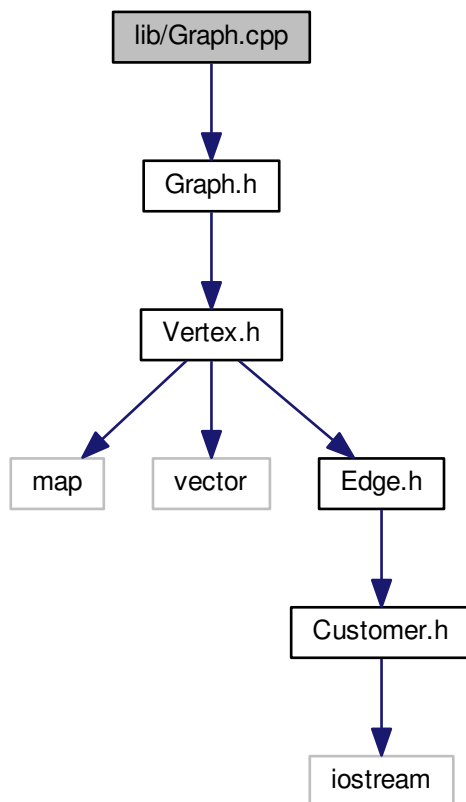 lib/Graph.cpp
Graph.h
Vertex.h
map
vector
Edge.h
Customer.h
iostream